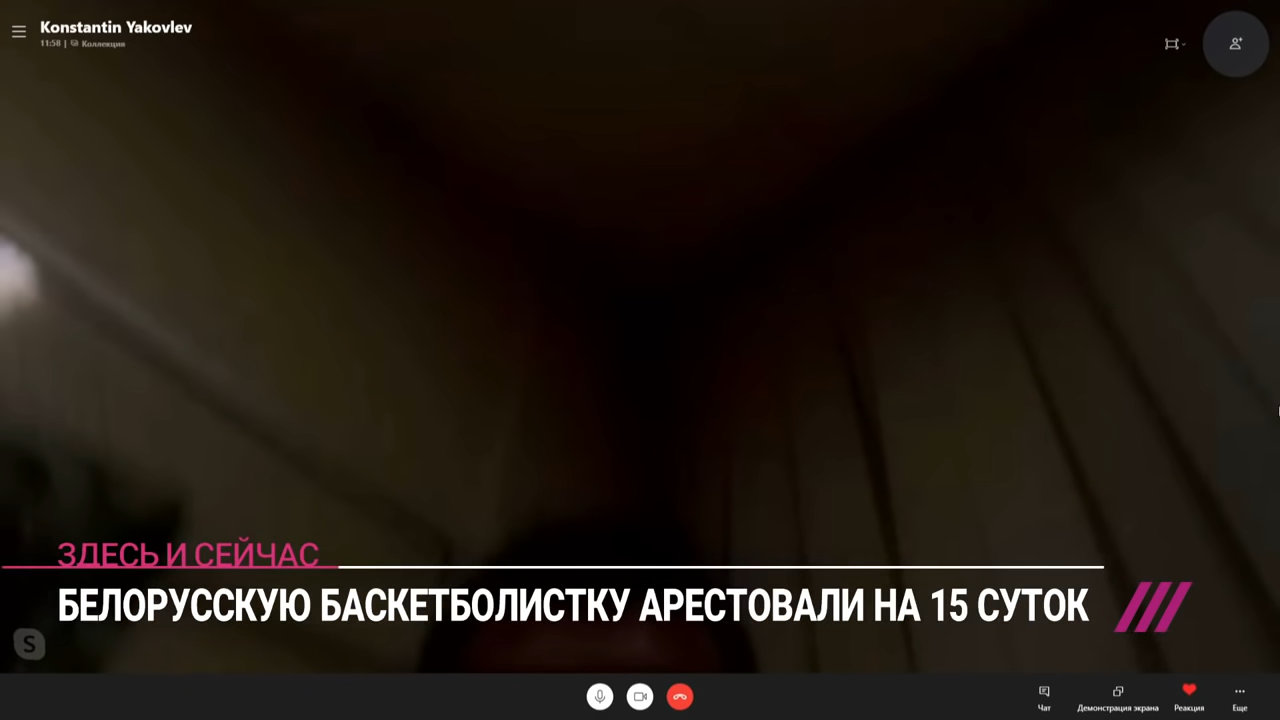 Konstantin Yakovlev
11:58 | Коллекция
ЗДЕСЬ И СЕЙЧАС
БЕЛОРУССКУЮ БАСКЕТБОЛИСТКУ АРЕСТОВАЛИ НА 15 СУТОК
S
Чат
Демонстрация экрана
Реакция
Еще